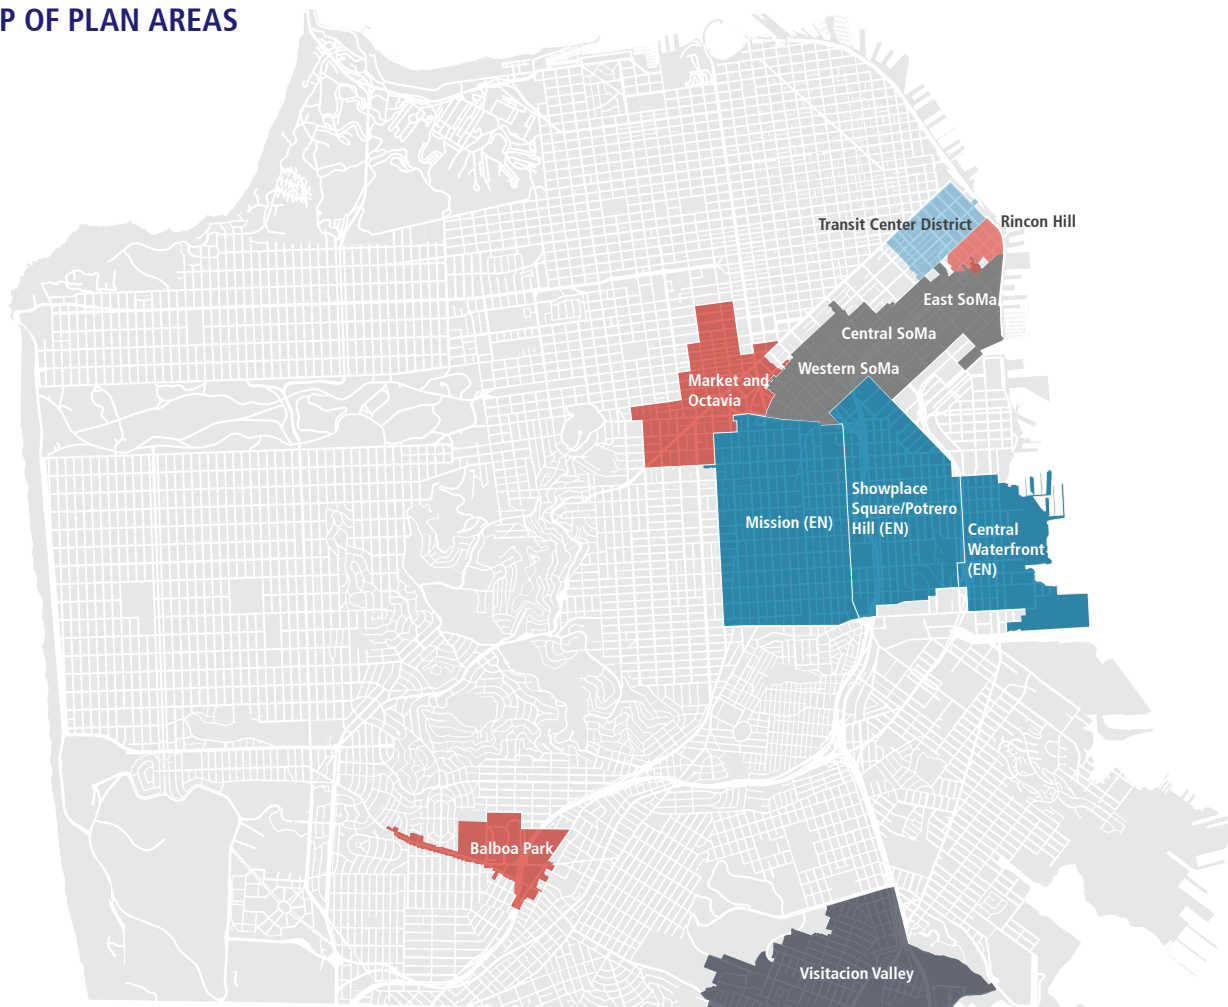 P OF PLAN AREAS
Transit Center District
Rincon Hill
East SoMa
Central SoMa
Western SoMa
Market and
Octavia
Showplace
Square/Potrero
Hill (EN)
Mission (EN)
Central
Waterfront
(EN)
Balboa Park
Visitacion Valley